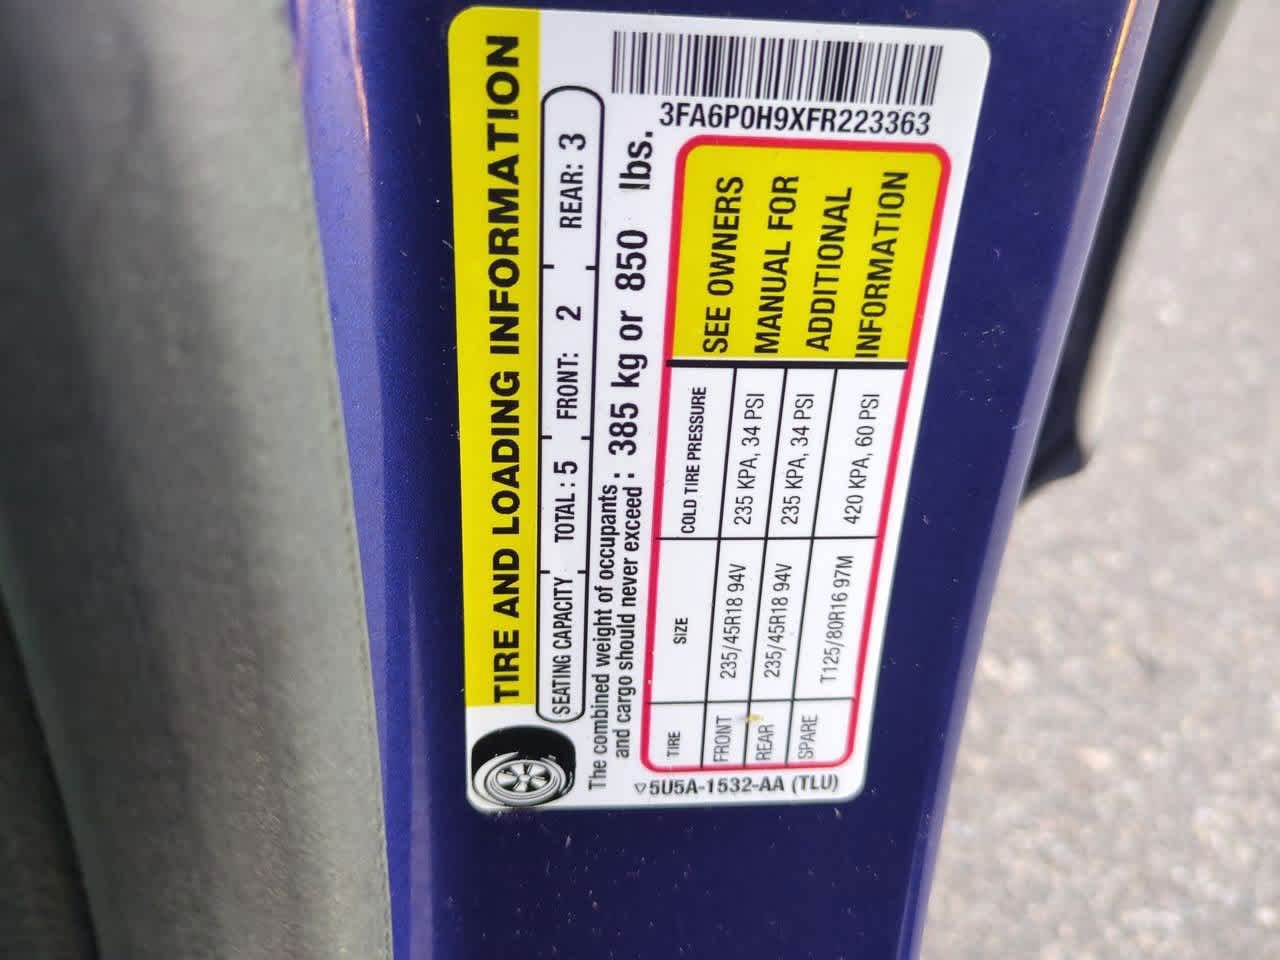 TIRE AND LOADING INFORMATION
SEATING CAPACITY TOTAL : 5 FRONT: 2 REAR: 3
The combined weight of occupants
and cargo should never exceed : 385 kg or 850 lbs.
3FA6P0H9XFR223363
TIRE SIZE COLD TIRE PRESSURE
FRONT 235/45R18 94V 235 KPA, 34 PSI
REAR 235/45R18 94V 235 KPA, 34 PSI
SPARE T125/80R16 97M 420 KPA, 60 PSI
SEE OWNERS
MANUAL FOR
ADDITIONAL
INFORMATION
5U5A-1532-AA (TLU)